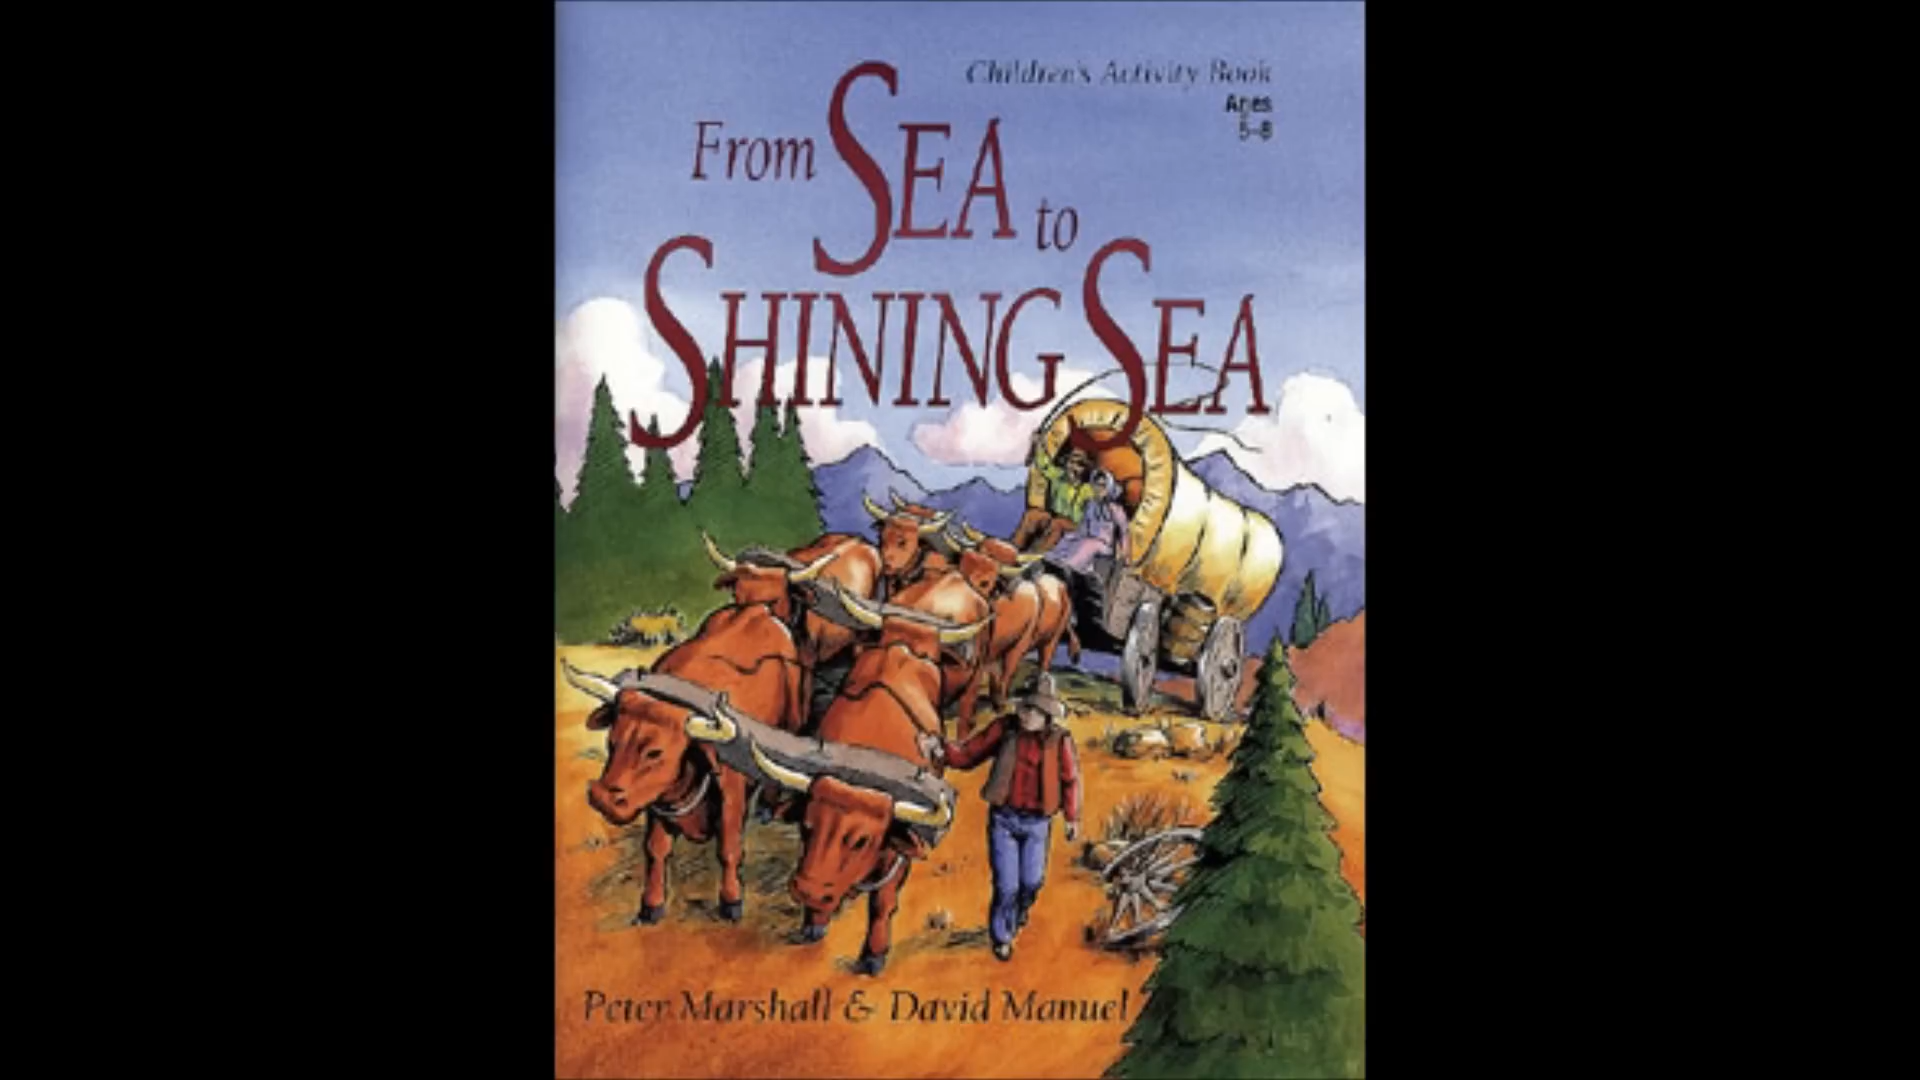 Children's Activity Book
Ages
5-8
From SEA to
SHINING SEA
Peter Marshall & David Manuel